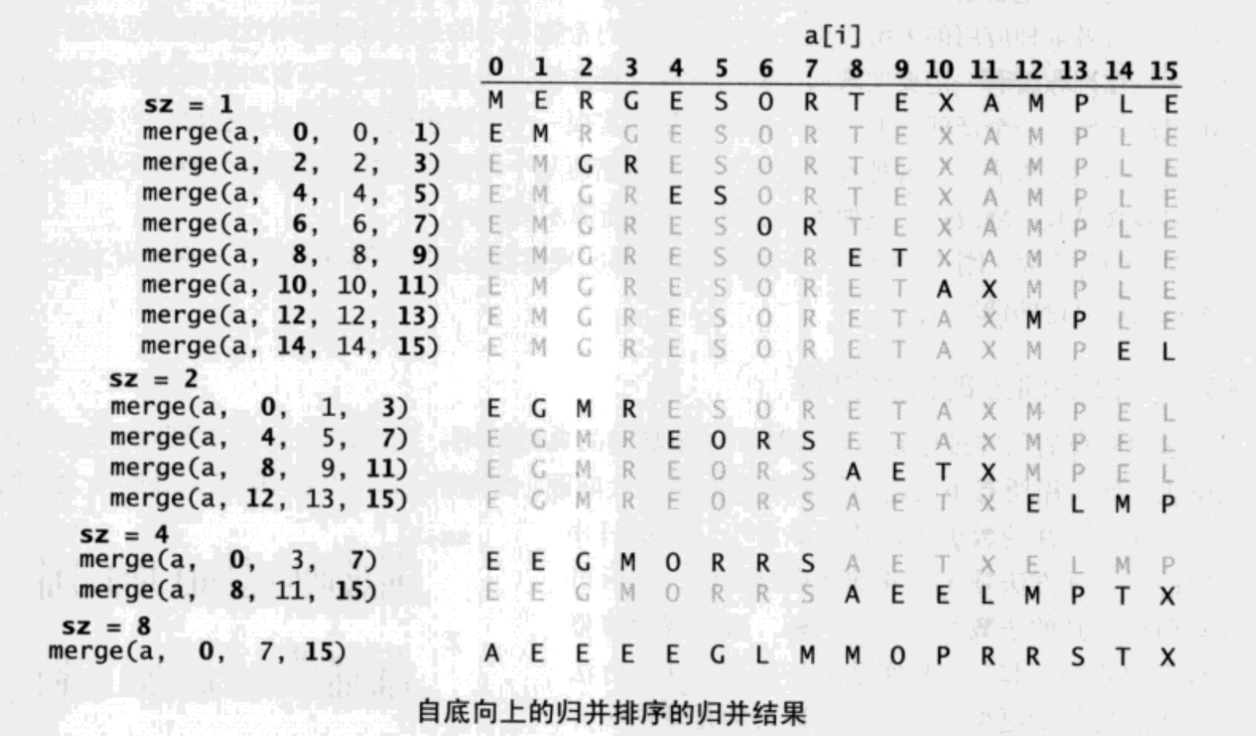 a[i]
0 1 2 3 4 5 6 7 8 9 10 11 12 13 14 15
sz = 1 M E R G E S O R T E X A M P L E
merge(a, 0, 0, 1) E M R G E S O R T E X A M P L E
merge(a, 2, 2, 3) E M G R E S O R T E X A M P L E
merge(a, 4, 4, 5) E M G R E S O R T E X A M P L E
merge(a, 6, 6, 7) E M G R E S O R T E X A M P L E
merge(a, 8, 8, 9) E M G R E S O R E T X A M P L E
merge(a, 10, 10, 11) E M G R E S O R E T A X M P L E
merge(a, 12, 12, 13) E M G R E S O R E T A X M P L E
merge(a, 14, 14, 15) E M G R E S O R E T A X M P E L
sz = 2
merge(a, 0, 1, 3) E G M R E S O R E T A X M P E L
merge(a, 4, 5, 7) E G M R E O R S E T A X M P E L
merge(a, 8, 9, 11) E G M R E O R S A E T X M P E L
merge(a, 12, 13, 15) E G M R E O R S A E T X E L M P
sz = 4
merge(a, 0, 3, 7) E E G M O R R S A E T X E L M P
merge(a, 8, 11, 15) E E G M O R R S A E E L M P T X
sz = 8
merge(a, 0, 7, 15) A E E E E G L M M O P R R S T X
自底向上的归并排序的归并结果